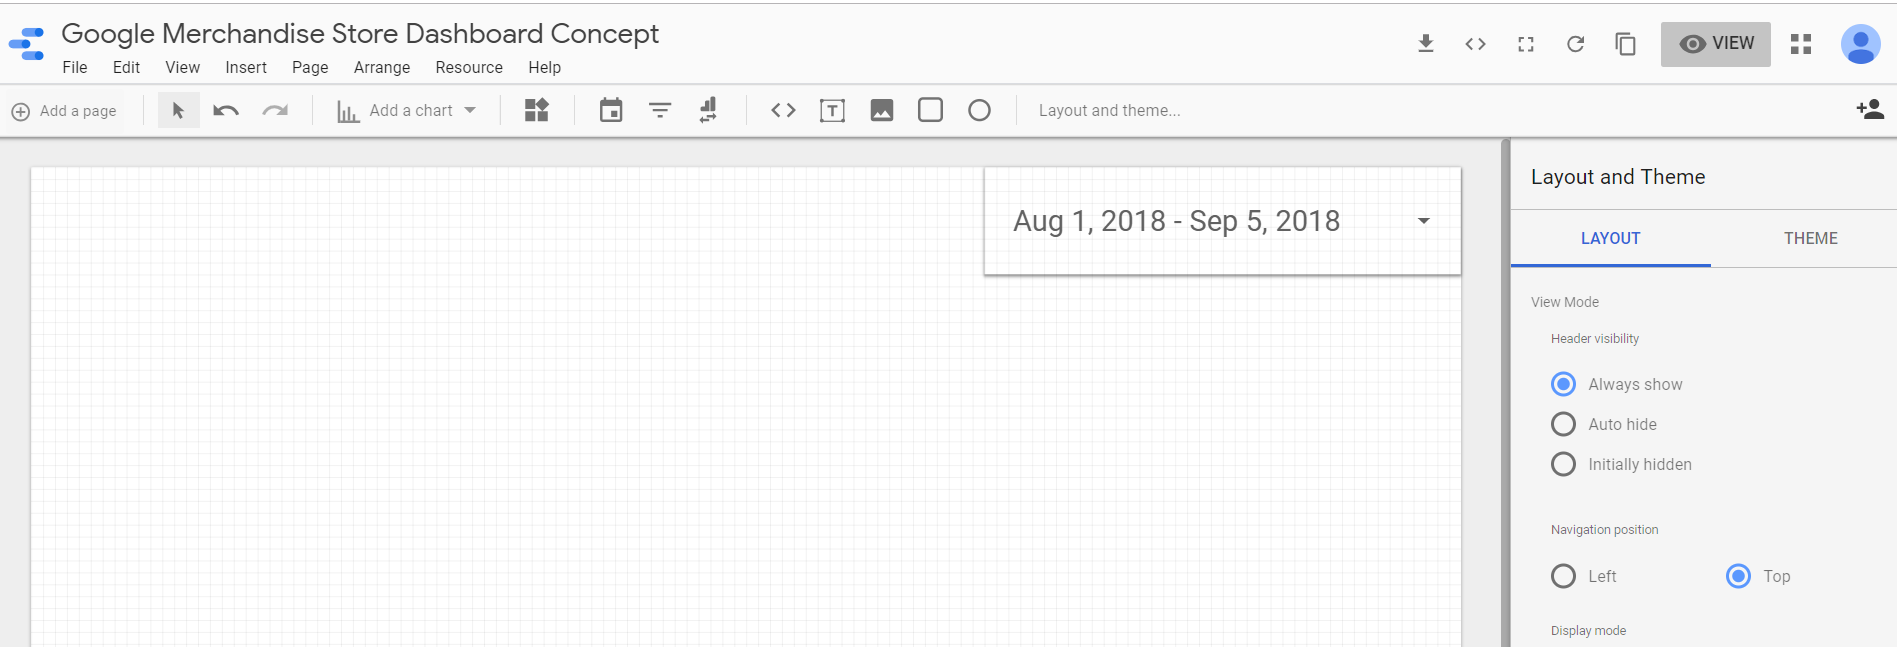 Google Merchandise Store Dashboard Concept
File Edit View Insert Page Arrange Resource Help
VIEW
Add a page
Add a chart
T
Layout and theme...
Aug 1, 2018 - Sep 5, 2018
Layout and Theme
LAYOUT THEME
View Mode
Header visibility
Always show
Auto hide
Initially hidden
Navigation position
Left Top
Display mode